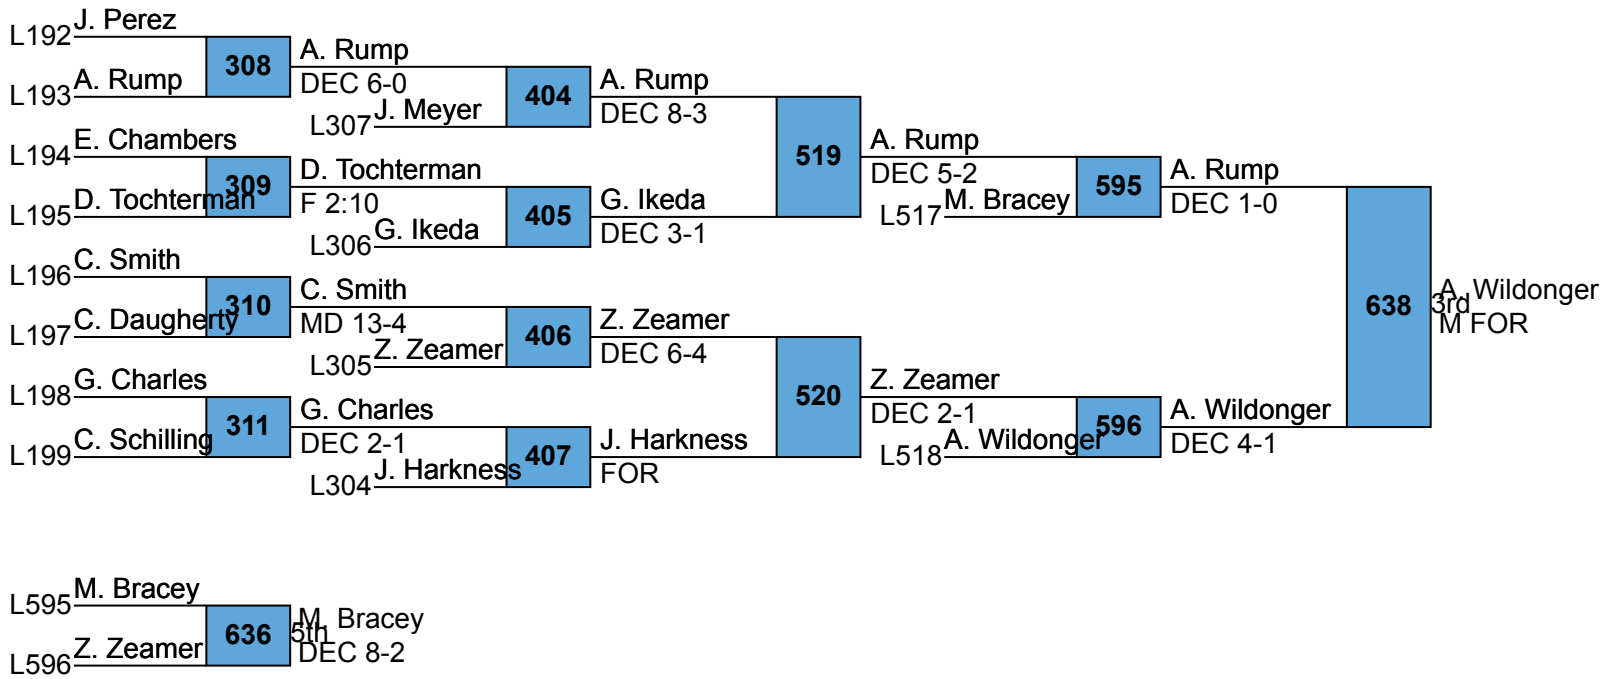 J. Perez
L192
308
A. Rump
DEC 6-0
A. Rump
L193
J. Meyer
L307
404
A. Rump
DEC 8-3
E. Chambers
L194
309
D. Tochterman
F 2:10
D. Tochterman
L195
G. Ikeda
L306
405
G. Ikeda
DEC 3-1
519
A. Rump
DEC 5-2
M. Bracey
L517
595
A. Rump
DEC 1-0
C. Smith
L196
310
C. Smith
MD 13-4
C. Daugherty
L197
Z. Zeamer
L305
406
Z. Zeamer
DEC 6-4
G. Charles
L198
311
G. Charles
DEC 2-1
C. Schilling
L199
J. Harkness
L304
407
J. Harkness
FOR
520
Z. Zeamer
DEC 2-1
A. Wildonger
L518
596
A. Wildonger
DEC 4-1
638
3rd
A. Wildonger
M FOR
M. Bracey
L595
636
5th
M. Bracey
DEC 8-2
Z. Zeamer
L596